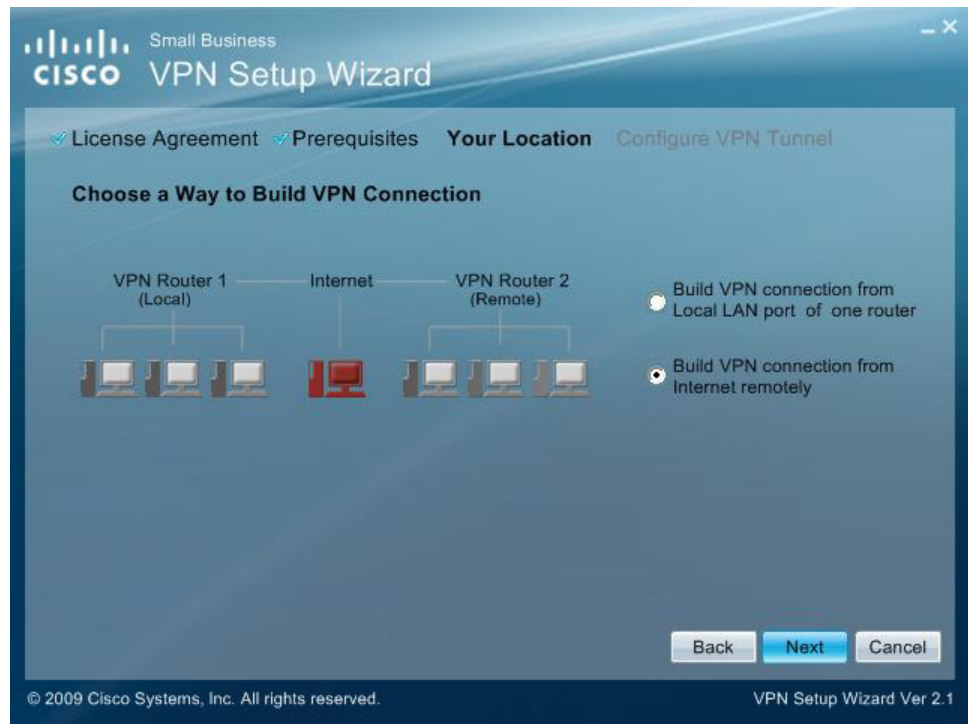 Small Business
CISCO VPN Setup Wizard
License Agreement Prerequisites Your Location Configure VPN Tunnel
Choose a Way to Build VPN Connection
VPN Router 1
(Local)
Internet
VPN Router 2
(Remote)
Build VPN connection from
Local LAN port of one router
Build VPN connection from
Internet remotely
Back Next Cancel
© 2009 Cisco Systems, Inc. All rights reserved. VPN Setup Wizard Ver 2.1